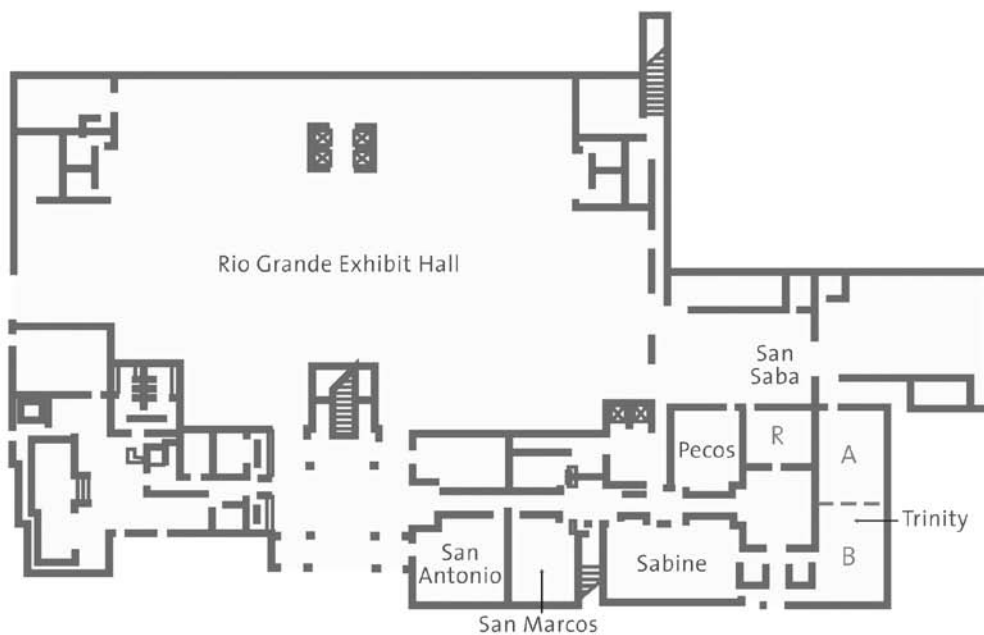 Rio Grande Exhibit Hall
San
Saba
Pecos
R
A
Trinity
San
Antonio
Sabine
B
San Marcos